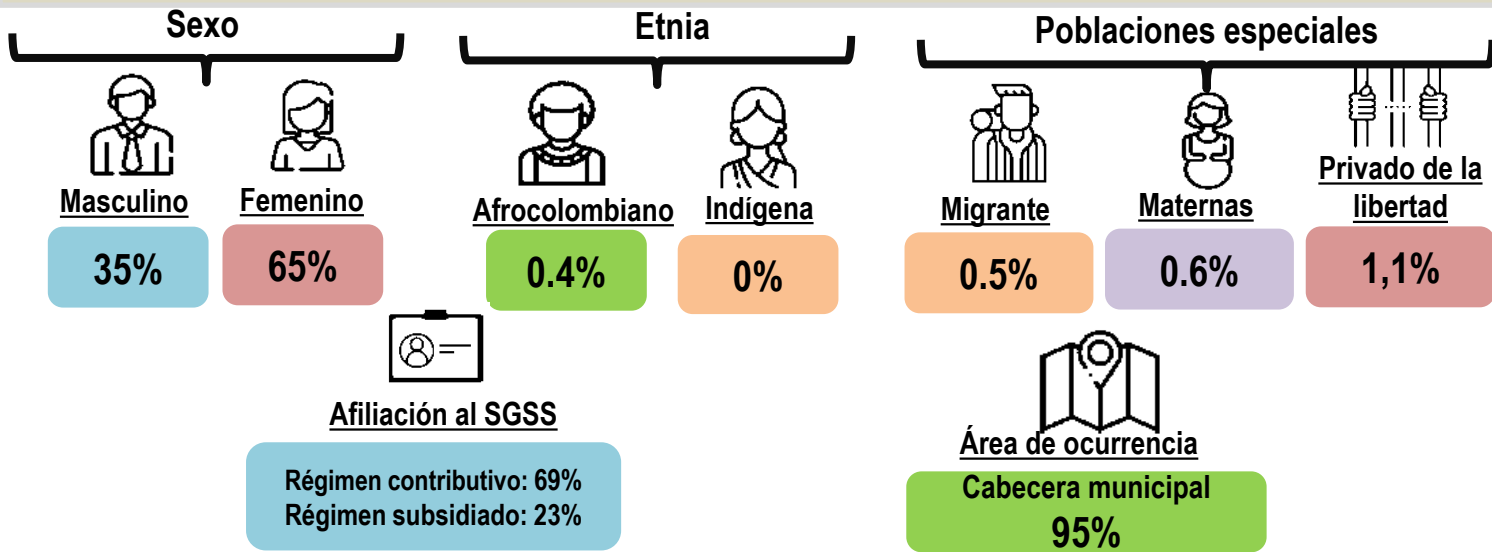 Sexo
Masculino
35%
Femenino
65%
Etnia
Afrocolombiano
0.4%
Indígena
0%
Poblaciones especiales
Migrante
0.5%
Maternas
0.6%
Privado de la
libertad
1,1%
Afiliación al SGSS
Régimen contributivo: 69%
Régimen subsidiado: 23%
Área de ocurrencia
Cabecera municipal
95%